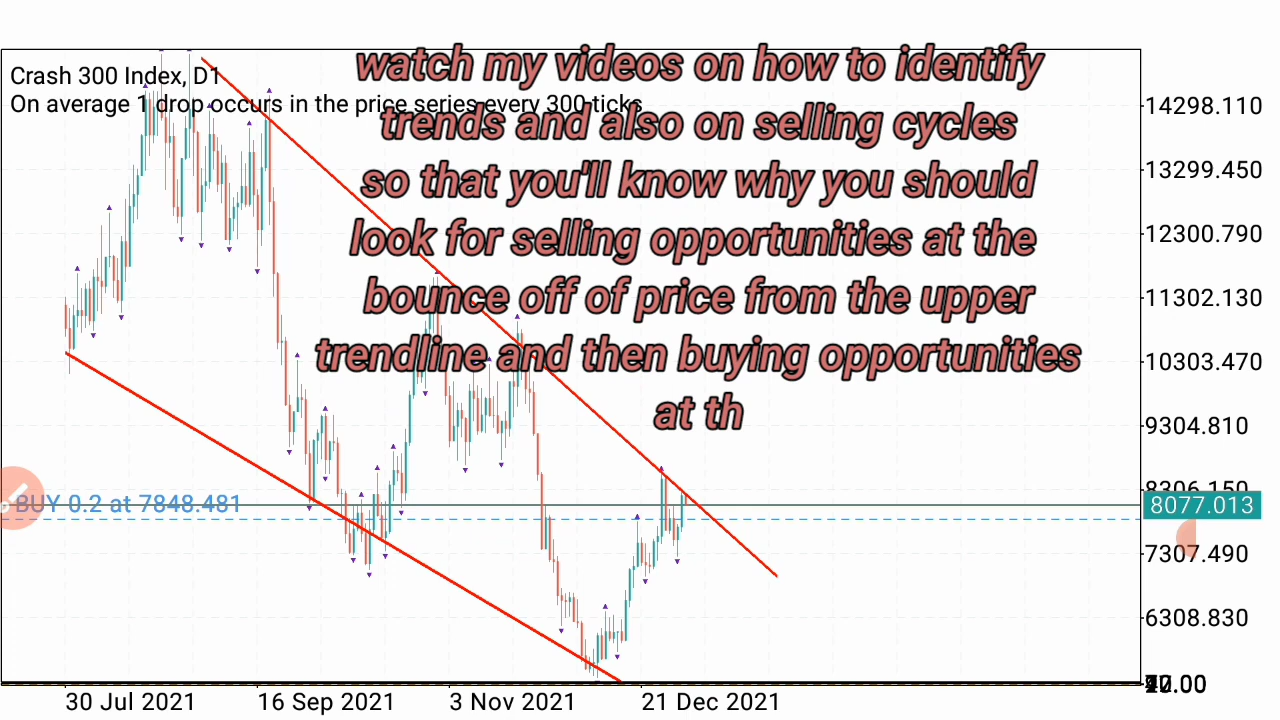 watch my videos on how to identify
trends and also on selling cycles
so that you'll know why you should
look for selling opportunities at the
bounce off of price from the upper
trendline and then buying opportunities
at th
Crash 300 Index, D1
On average 1 drop occurs in the price series every 300 ticks
14298.110
13299.450
12300.790
11302.130
10303.470
9304.810
8306.150
8077.013
7307.490
6308.830
BUY 0.2 at 7848.481
30 Jul 2021
16 Sep 2021
3 Nov 2021
21 Dec 2021